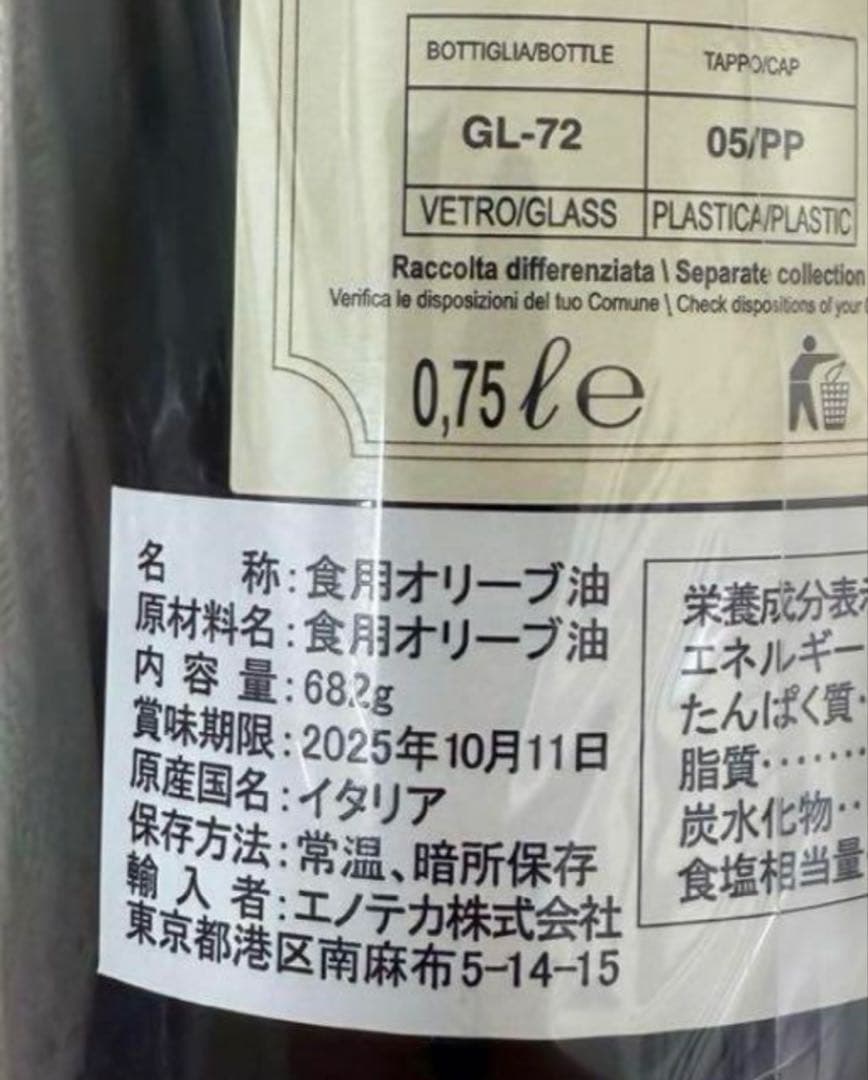 BOTTIGLIA/BOTTLE TAPPO/CAP
GL-72 05/PP
VETRO/GLASS PLASTICA/PLASTIC
Raccolta differenziata \ Separate collection
Verifica le disposizioni del tuo Comune \ Check dispositions of your
0,75 ℓ e
名 称:食用オリーブ油
原材料名:食用オリーブ油
内容量:682g
賞味期限:2025年10月11日
原産国名:イタリア
保存方法:常温、暗所保存
輸入者:エノテカ株式会社
東京都港区南麻布5-14-15
栄養成分表
エネルギー
たんぱく質
脂質‥‥‥
炭水化物‥
食塩相当量